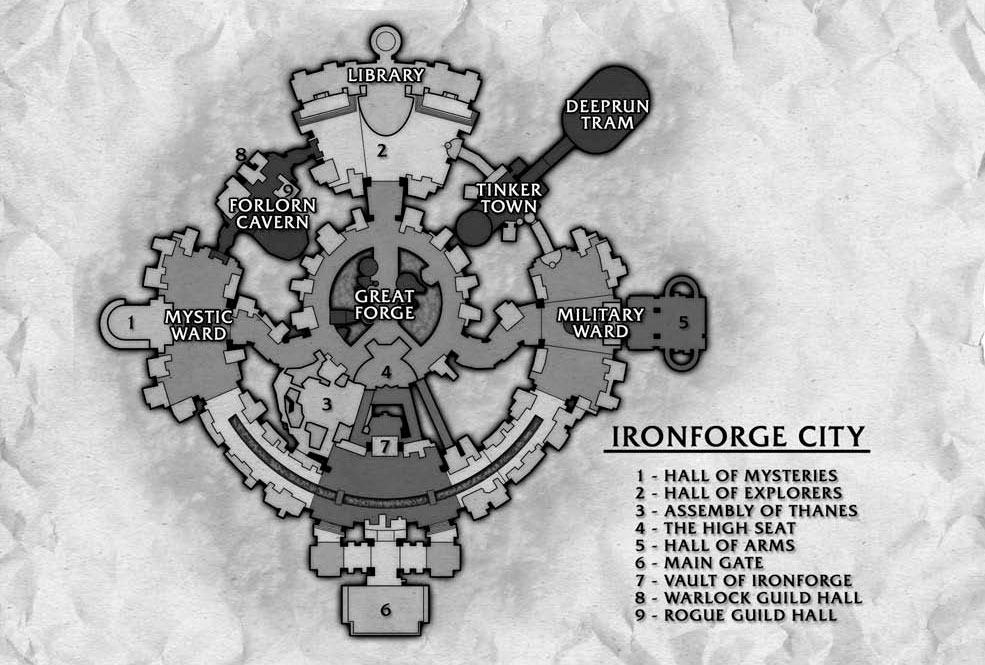 LIBRARY
DEEPRUN
TRAM
2
8
9
TINKER
TOWN
FORLORN
CAVERN
GREAT
FORGE
1
MYSTIC
WARD
MILITARY
WARD
5
4
3
7
6
IRONFORGE CITY
1 - HALL OF MYSTERIES
2 - HALL OF EXPLORERS
3 - ASSEMBLY OF THANES
4 - THE HIGH SEAT
5 - HALL OF ARMS
6 - MAIN GATE
7 - VAULT OF IRONFORGE
8 - WARLOCK GUILD HALL
9 - ROGUE GUILD HALL